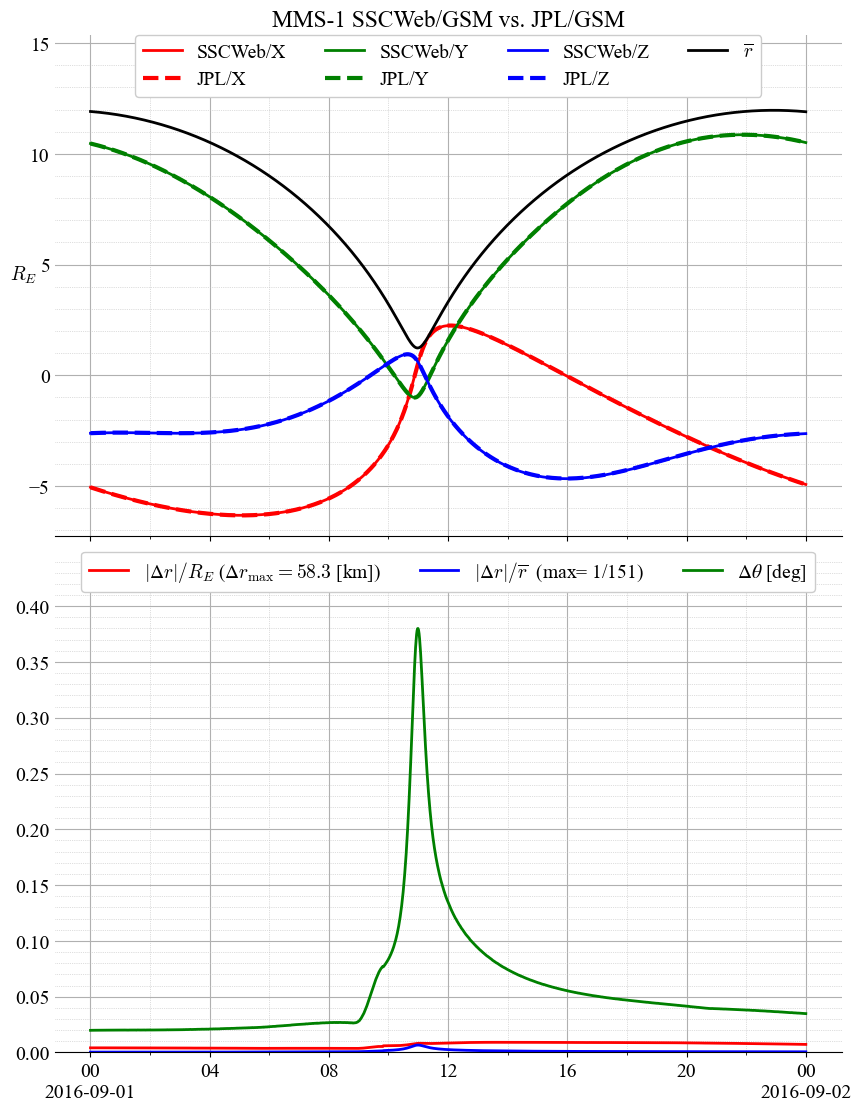 MMS-1 SSCWeb/GSM vs. JPL/GSM
SSCWeb/X SSCWeb/Y SSCWeb/Z r̅
JPL/X JPL/Y JPL/Z
15
10
5
R_E
0
−5
|Δr|/R_E (Δr_max = 58.3 [km]) |Δr|/r̅ (max= 1/151) Δθ [deg]
0.40
0.35
0.30
0.25
0.20
0.15
0.10
0.05
0.00
00 04 08 12 16 20 00
2016-09-01 2016-09-02